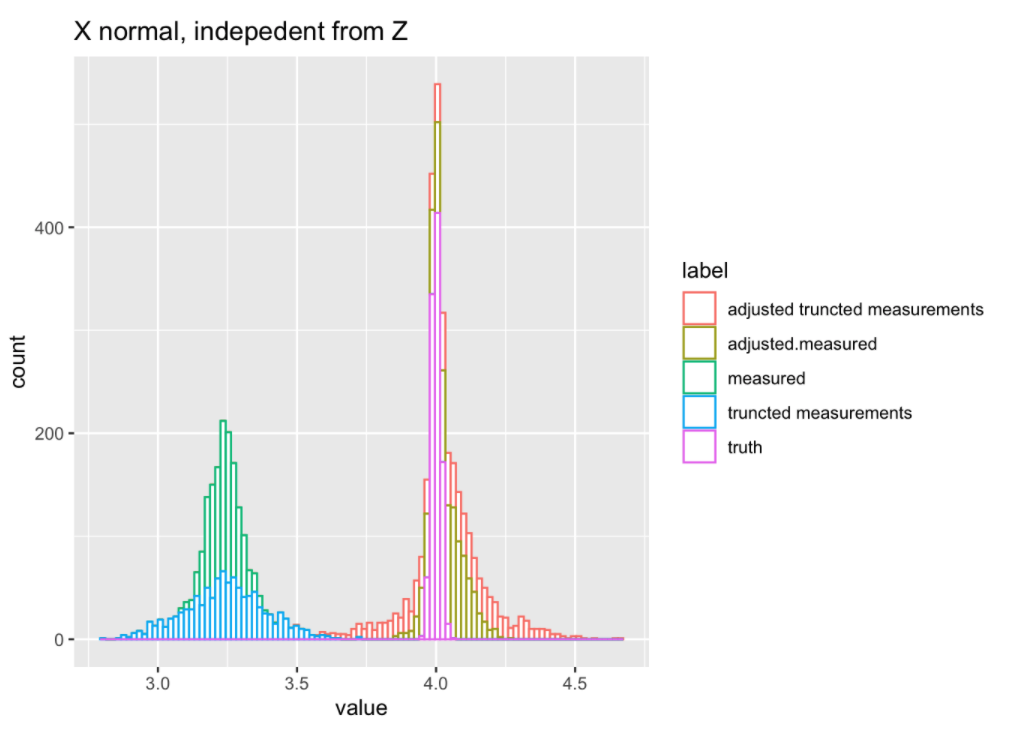 X normal, indepedent from Z
count
400
200
0
3.0
3.5
4.0
4.5
value
label
adjusted truncted measurements
adjusted.measured
measured
truncted measurements
truth